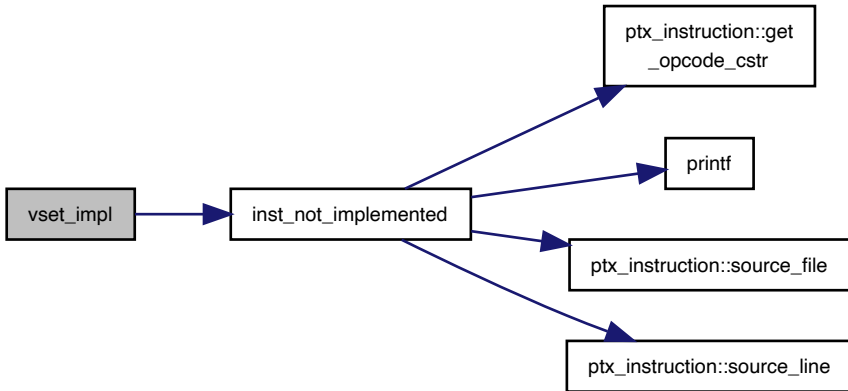 ptx_instruction::get
_opcode_cstr
printf
vset_impl
inst_not_implemented
ptx_instruction::source_file
ptx_instruction::source_line